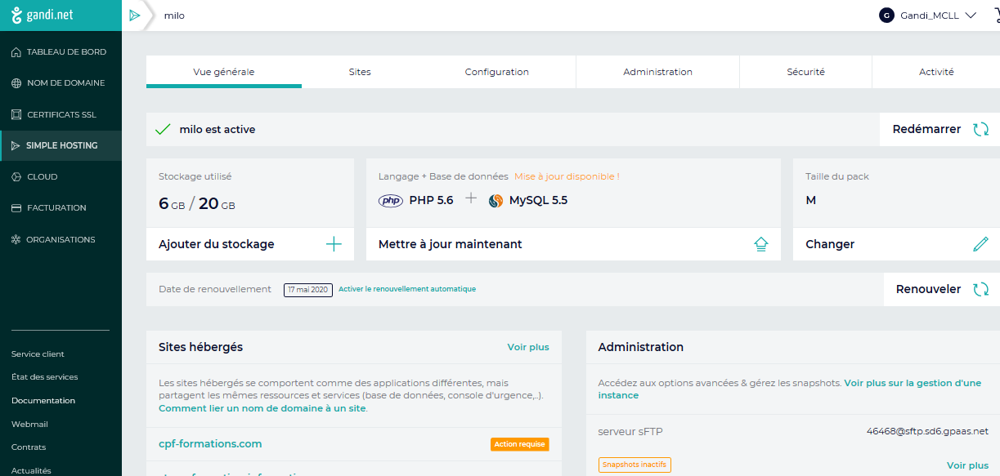 gandi.net
milo
G
Gandi_MCLL
TABLEAU DE BORD
NOM DE DOMAINE
CERTIFICATS SSL
SIMPLE HOSTING
CLOUD
FACTURATION
ORGANISATIONS
Service client
État des services
Documentation
Webmail
Contrats
Actualités
Vue générale
Sites
Configuration
Administration
Sécurité
Activité
milo est active
Redémarrer
Stockage utilisé
6 GB / 20 GB
Ajouter du stockage
Langage + Base de données Mise à jour disponible !
php PHP 5.6 MySQL 5.5
Mettre à jour maintenant
Taille du pack
M
Changer
Date de renouvellement 17 mai 2020 Activer le renouvellement automatique
Renouveler
Sites hébergés
Voir plus
Les sites hébergés se comportent comme des applications différentes, mais
partagent les mêmes ressources et services (base de données, console d'urgence,..).
Comment lier un nom de domaine à un site.
cpf-formations.com
Action requise
Administration
Accédez aux options avancées & gérez les snapshots. Voir plus sur la gestion d'une
instance
serveur sFTP
46468@sftp.sd6.gpaas.net
Snapshots inactifs
Voir plus